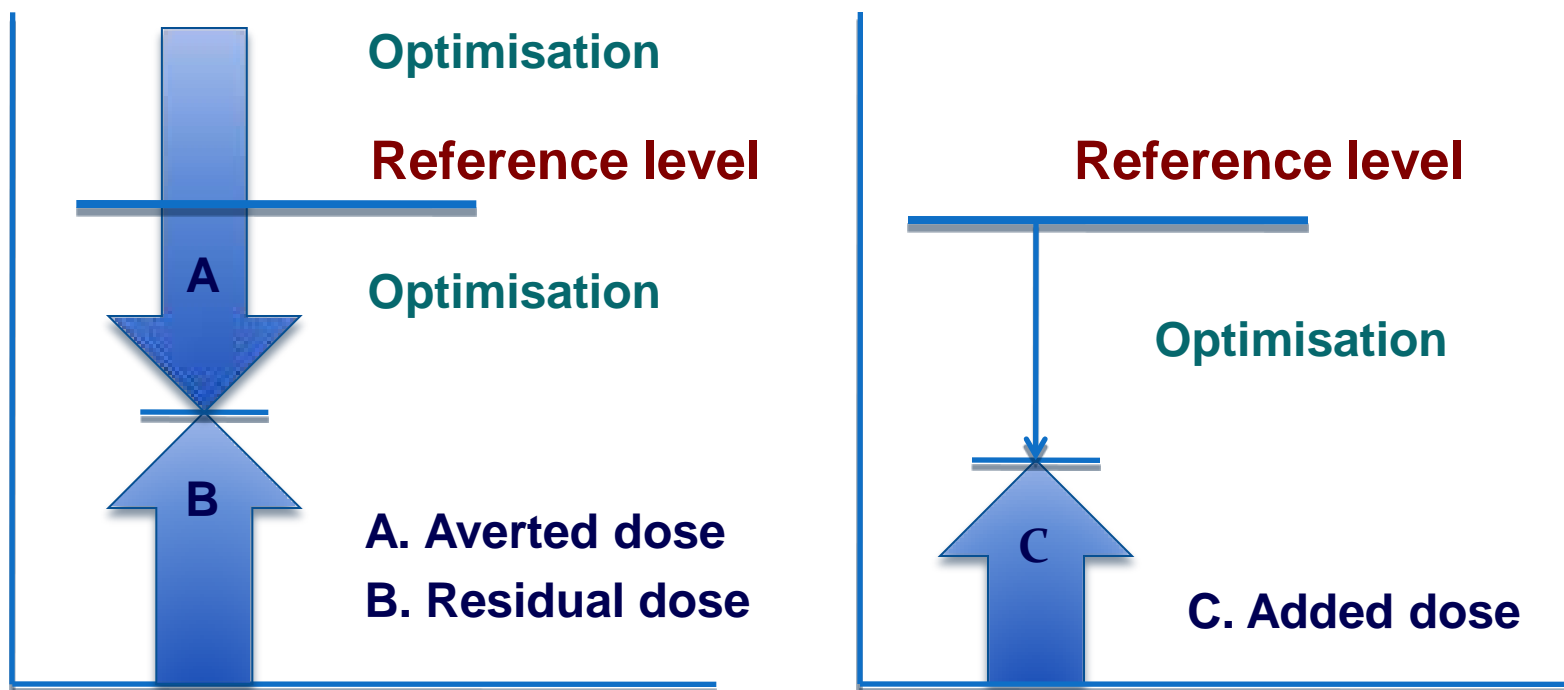 Optimisation
Reference level
A
Optimisation
B
A. Averted dose
B. Residual dose
Reference level
Optimisation
C
C. Added dose